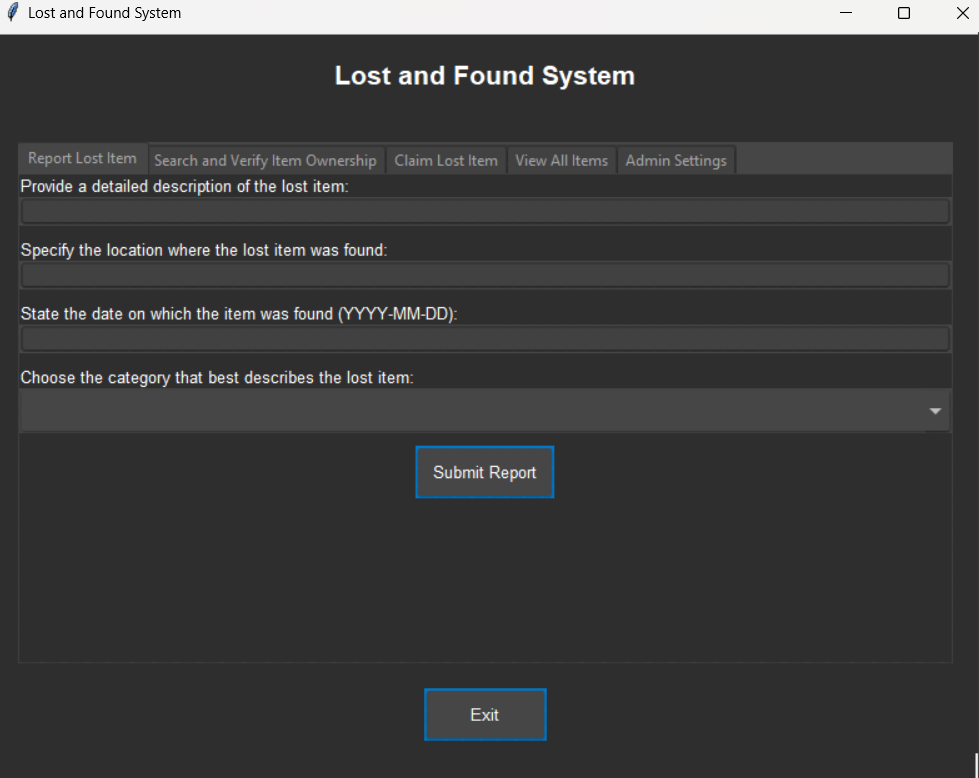 Lost and Found System
Lost and Found System
Report Lost Item Search and Verify Item Ownership Claim Lost Item View All Items Admin Settings
Provide a detailed description of the lost item:
Specify the location where the lost item was found:
State the date on which the item was found (YYYY-MM-DD):
Choose the category that best describes the lost item:
Submit Report
Exit